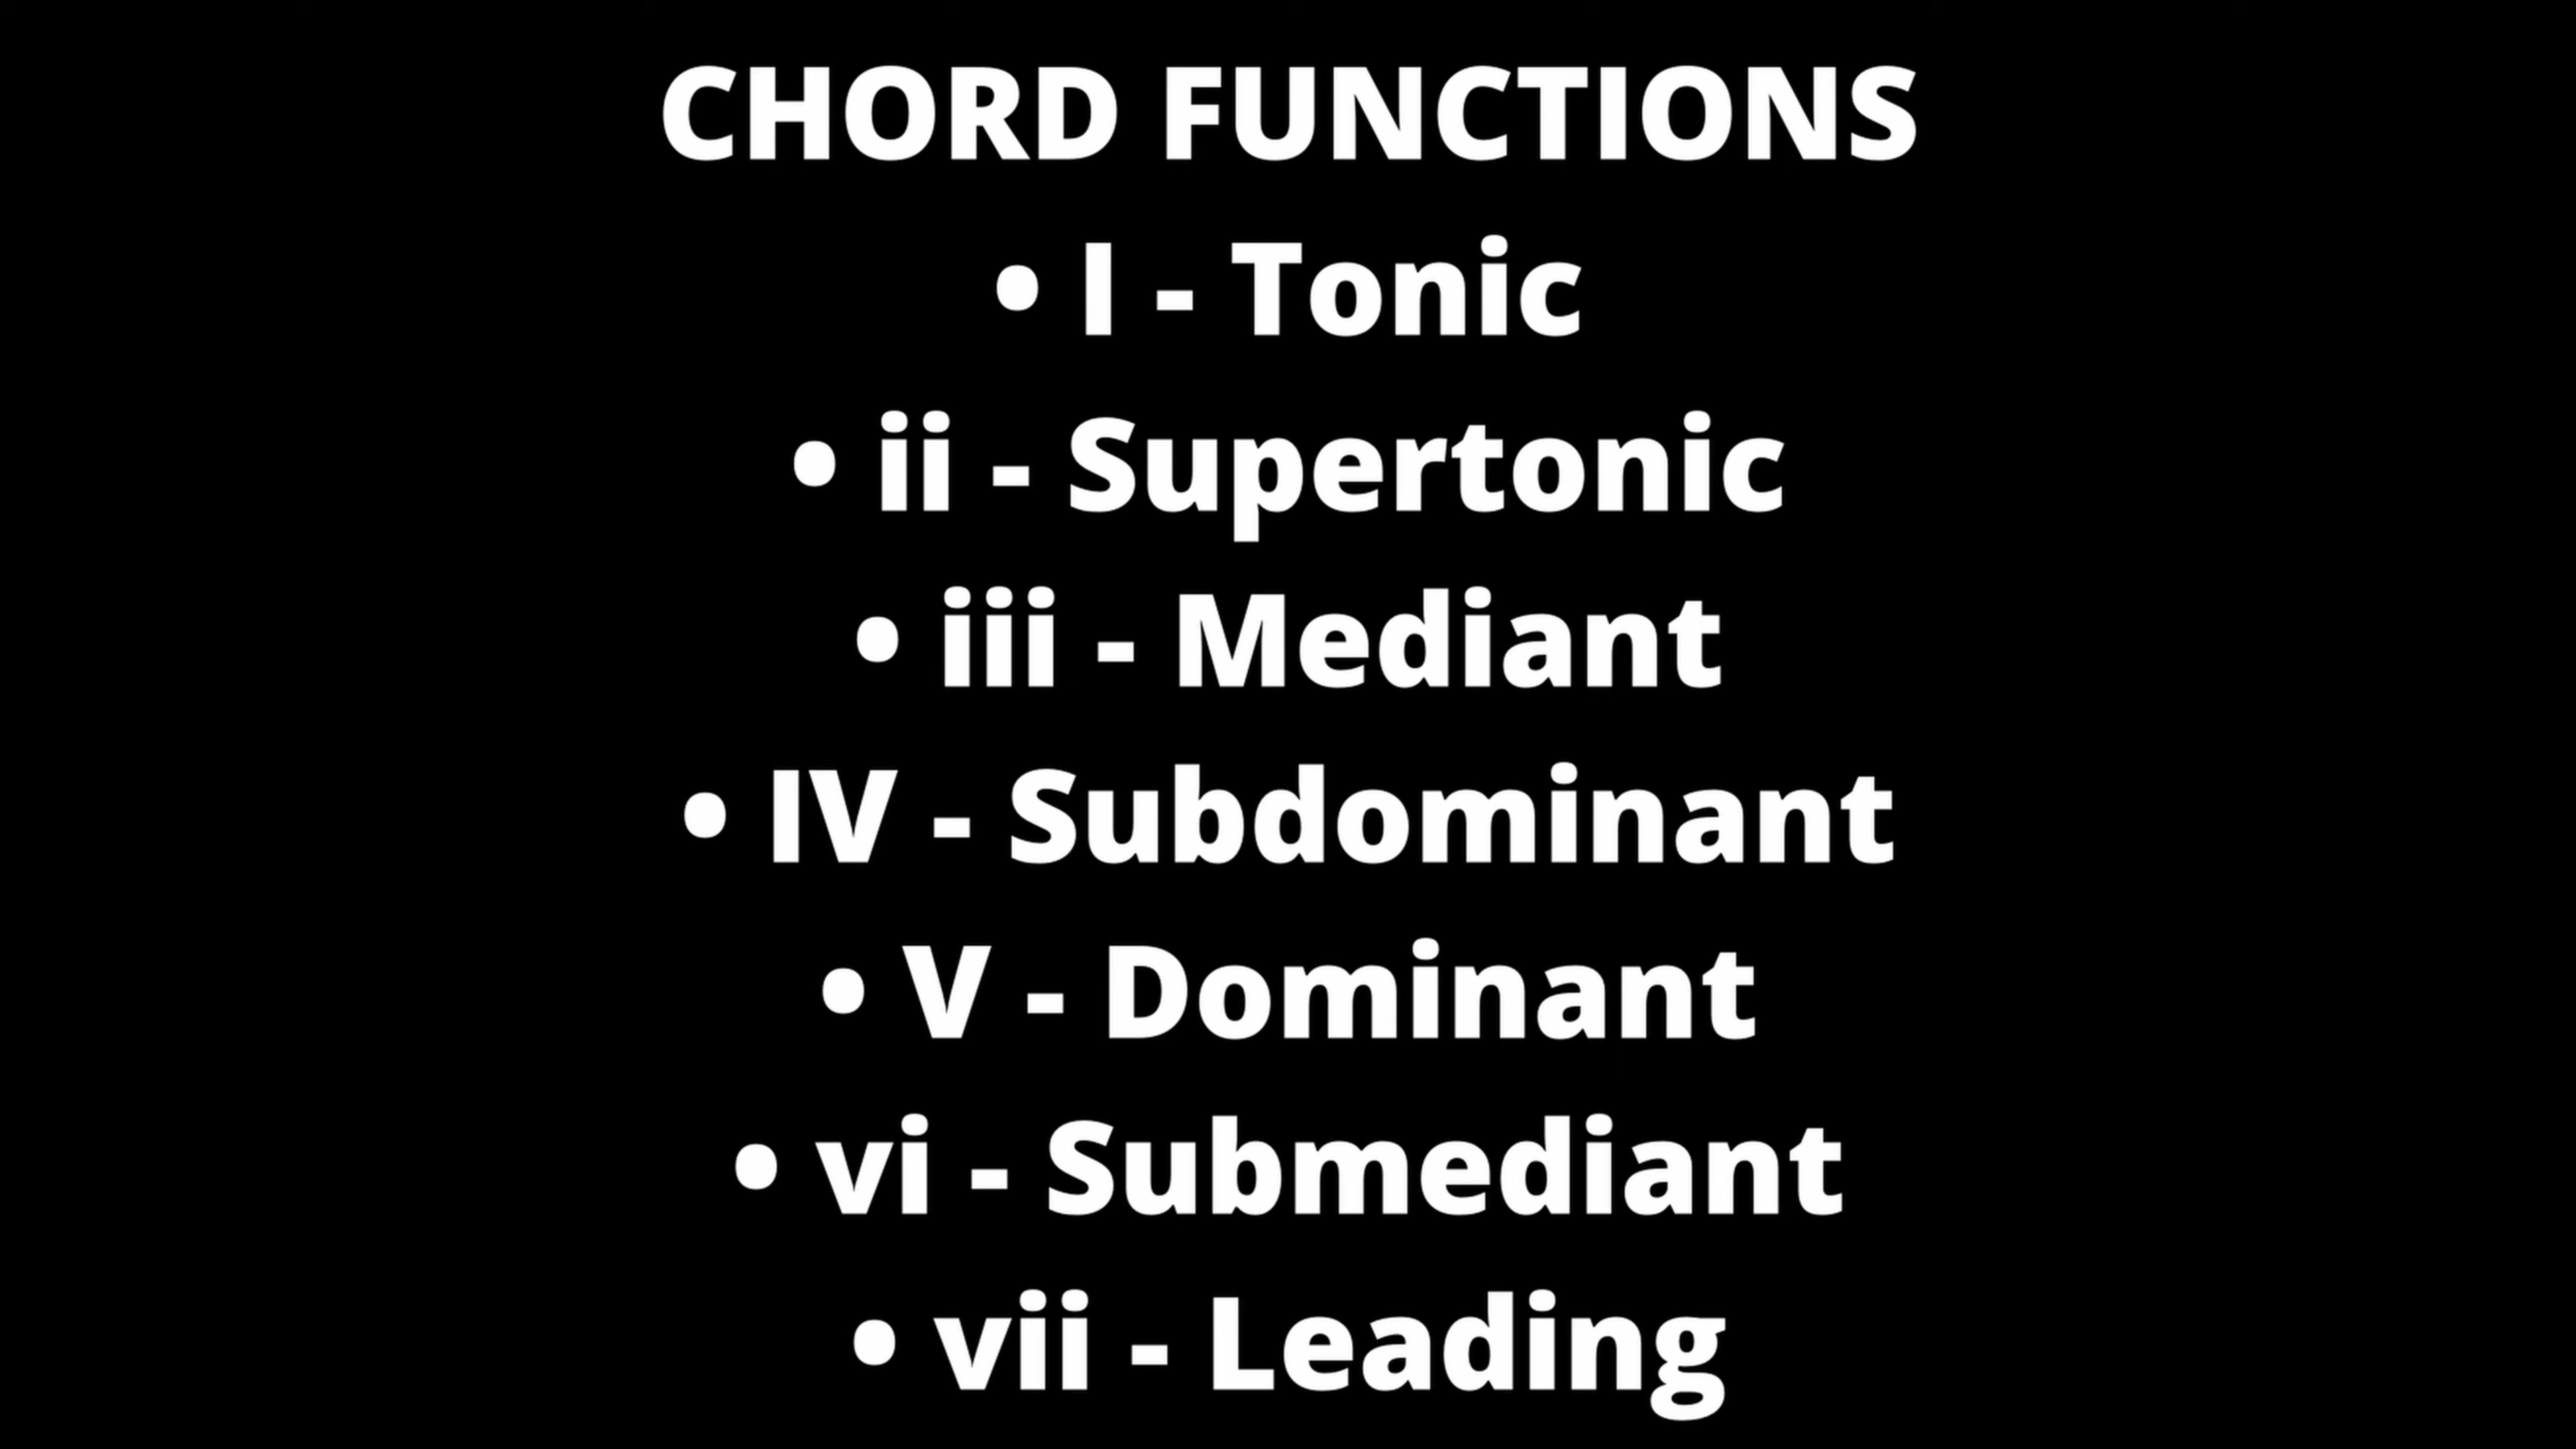 CHORD FUNCTIONS
• I - Tonic
• ii - Supertonic
• iii - Mediant
• IV - Subdominant
• V - Dominant
• vi - Submediant
• vii - Leading